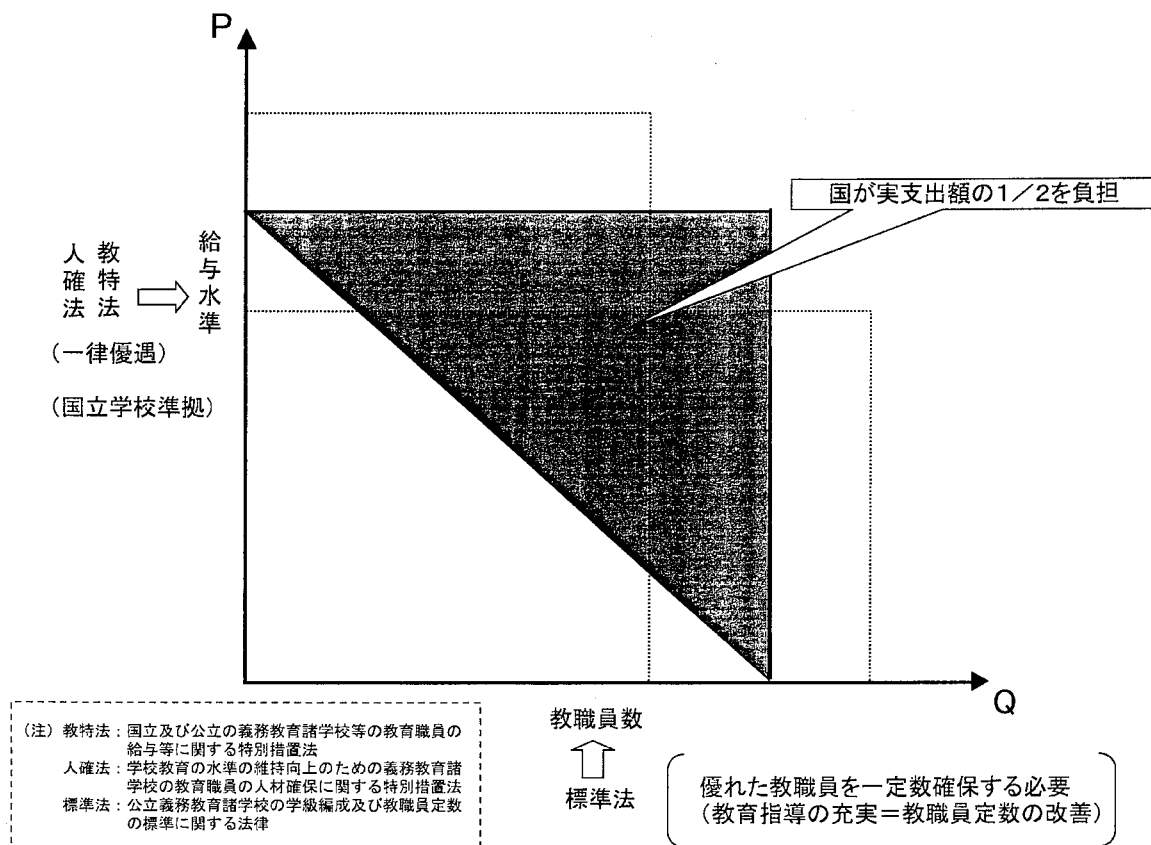 P
国が実支出額の1/2を負担
給与水準
教特法
人確法
(一律優遇)
(国立学校準拠)
Q
教職員数
標準法
優れた教職員を一定数確保する必要
(教育指導の充実=教職員定数の改善)
(注)教特法:国立及び公立の義務教育諸学校等の教育職員の
給与等に関する特別措置法
人確法:学校教育の水準の維持向上のための義務教育諸
学校の教育職員の人材確保に関する特別措置法
標準法:公立義務教育諸学校の学級編成及び教職員定数
の標準に関する法律